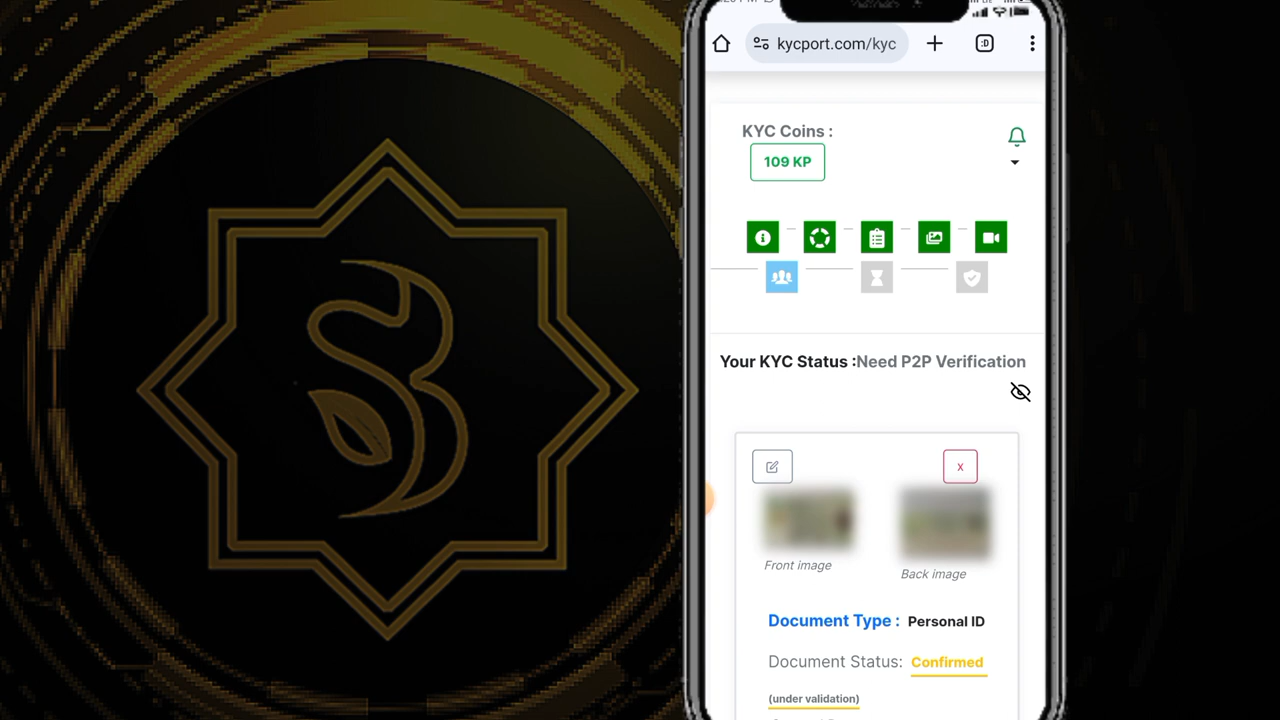 kycport.com/kyc
:D
KYC Coins :
109 KP
Your KYC Status :Need P2P Verification
x
Front image
Back image
Document Type : Personal ID
Document Status: Confirmed
(under validation)